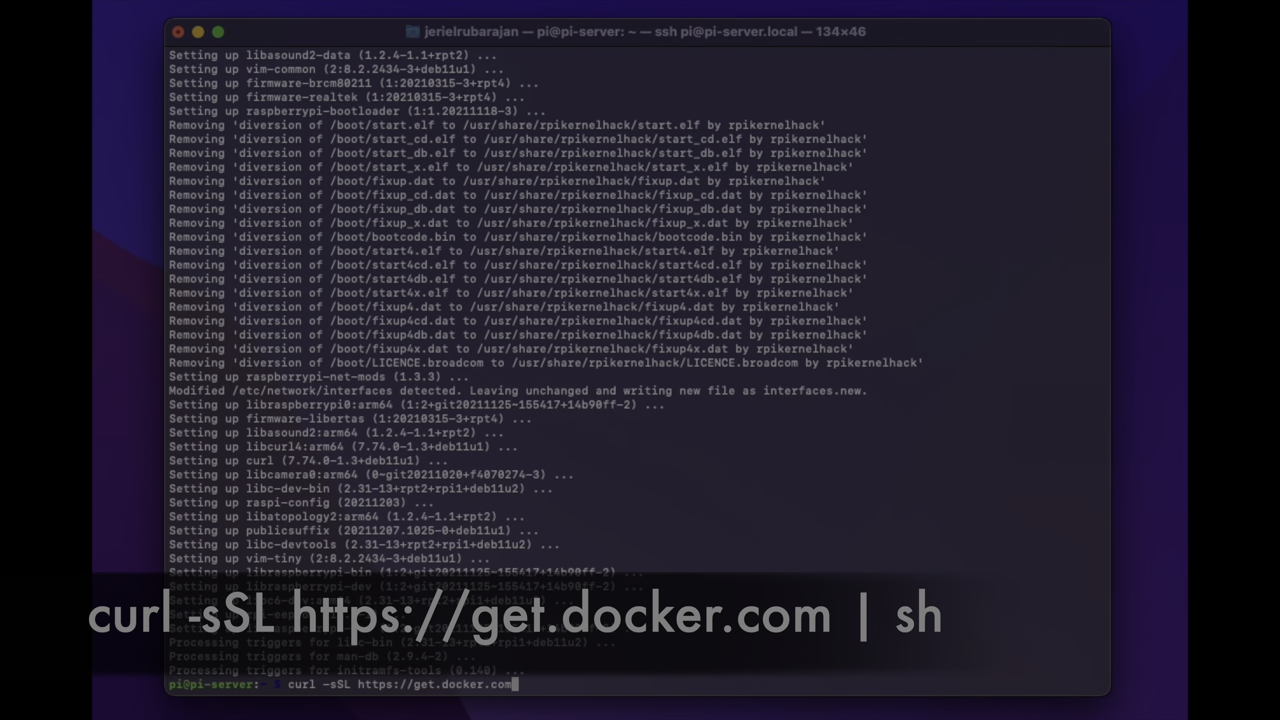 jerielrubarajan — pi@pi-server: ~ — ssh pi@pi-server.local — 134×46
Setting up libasound2-data (1.2.4-1.1+rpt2) ...
Setting up vim-common (2:8.2.2434-3+deb11u1) ...
Setting up firmware-brcm80211 (1:20210315-3+rpt4) ...
Setting up firmware-realtek (1:20210315-3+rpt4) ...
Setting up raspberrypi-bootloader (1:1.20211118-3) ...
Removing 'diversion of /boot/start.elf to /usr/share/rpikernelhack/start.elf by rpikernelhack'
Removing 'diversion of /boot/start_cd.elf to /usr/share/rpikernelhack/start_cd.elf by rpikernelhack'
Removing 'diversion of /boot/start_db.elf to /usr/share/rpikernelhack/start_db.elf by rpikernelhack'
Removing 'diversion of /boot/start_x.elf to /usr/share/rpikernelhack/start_x.elf by rpikernelhack'
Removing 'diversion of /boot/fixup.dat to /usr/share/rpikernelhack/fixup.dat by rpikernelhack'
Removing 'diversion of /boot/fixup_cd.dat to /usr/share/rpikernelhack/fixup_cd.dat by rpikernelhack'
Removing 'diversion of /boot/fixup_db.dat to /usr/share/rpikernelhack/fixup_db.dat by rpikernelhack'
Removing 'diversion of /boot/fixup_x.dat to /usr/share/rpikernelhack/fixup_x.dat by rpikernelhack'
Removing 'diversion of /boot/bootcode.bin to /usr/share/rpikernelhack/bootcode.bin by rpikernelhack'
Removing 'diversion of /boot/start4.elf to /usr/share/rpikernelhack/start4.elf by rpikernelhack'
Removing 'diversion of /boot/start4cd.elf to /usr/share/rpikernelhack/start4cd.elf by rpikernelhack'
Removing 'diversion of /boot/start4db.elf to /usr/share/rpikernelhack/start4db.elf by rpikernelhack'
Removing 'diversion of /boot/start4x.elf to /usr/share/rpikernelhack/start4x.elf by rpikernelhack'
Removing 'diversion of /boot/fixup4.dat to /usr/share/rpikernelhack/fixup4.dat by rpikernelhack'
Removing 'diversion of /boot/fixup4cd.dat to /usr/share/rpikernelhack/fixup4cd.dat by rpikernelhack'
Removing 'diversion of /boot/fixup4db.dat to /usr/share/rpikernelhack/fixup4db.dat by rpikernelhack'
Removing 'diversion of /boot/fixup4x.dat to /usr/share/rpikernelhack/fixup4x.dat by rpikernelhack'
Removing 'diversion of /boot/LICENCE.broadcom to /usr/share/rpikernelhack/LICENCE.broadcom by rpikernelhack'
Setting up raspberrypi-net-mods (1.3.3) ...
Modified /etc/network/interfaces detected. Leaving unchanged and writing new file as interfaces.new.
Setting up libraspberrypi0:arm64 (1:2+git20211125~155417+14b90ff-2) ...
Setting up firmware-libertas (1:20210315-3+rpt4) ...
Setting up libasound2:arm64 (1.2.4-1.1+rpt2) ...
Setting up libcurl4:arm64 (7.74.0-1.3+deb11u1) ...
Setting up curl (7.74.0-1.3+deb11u1) ...
Setting up libcamera0:arm64 (0~git20211020+f4070274-3) ...
Setting up libc-dev-bin (2.31-13+rpt2+rpi1+deb11u2) ...
Setting up raspi-config (20211203) ...
Setting up libatopology2:arm64 (1.2.4-1.1+rpt2) ...
Setting up publicsuffix (20211207.1025-0+deb11u1) ...
Setting up libc-devtools (2.31-13+rpt2+rpi1+deb11u2) ...
Setting up vim-tiny (2:8.2.2434-3+deb11u1) ...
Setting up libraspberrypi-bin (1:2+git20211125~155417+14b90ff-2) ...
Setting up libraspberrypi-dev (1:2+git20211125~155417+14b90ff-2) ...
curl -sSL https://get.docker.com | sh
Processing triggers for libc-bin (2.31-13+rpt2+rpi1+deb11u2) ...
Processing triggers for man-db (2.9.4-2) ...
Processing triggers for initramfs-tools (0.140) ...
pi@pi-server:~ $ curl -sSL https://get.docker.com